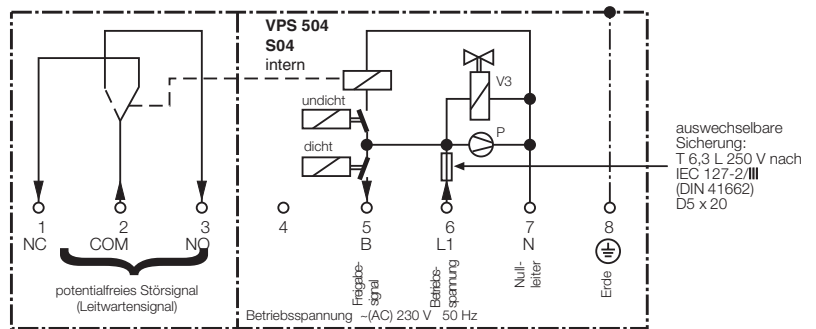 VPS 504
S04
intern
V3
undicht
P
dicht
auswechselbare
Sicherung:
T 6,3 L 250 V nach
IEC 127-2/III
(DIN 41662)
D5 x 20
1 2 3 4 5 6 7 8
NC COM NO B L1 N
Freigabe-
signal
Betriebs-
spannung
Null-
leiter
Erde
potentialfreies Störsignal
(Leitwartensignal)
Betriebsspannung ~(AC) 230 V 50 Hz